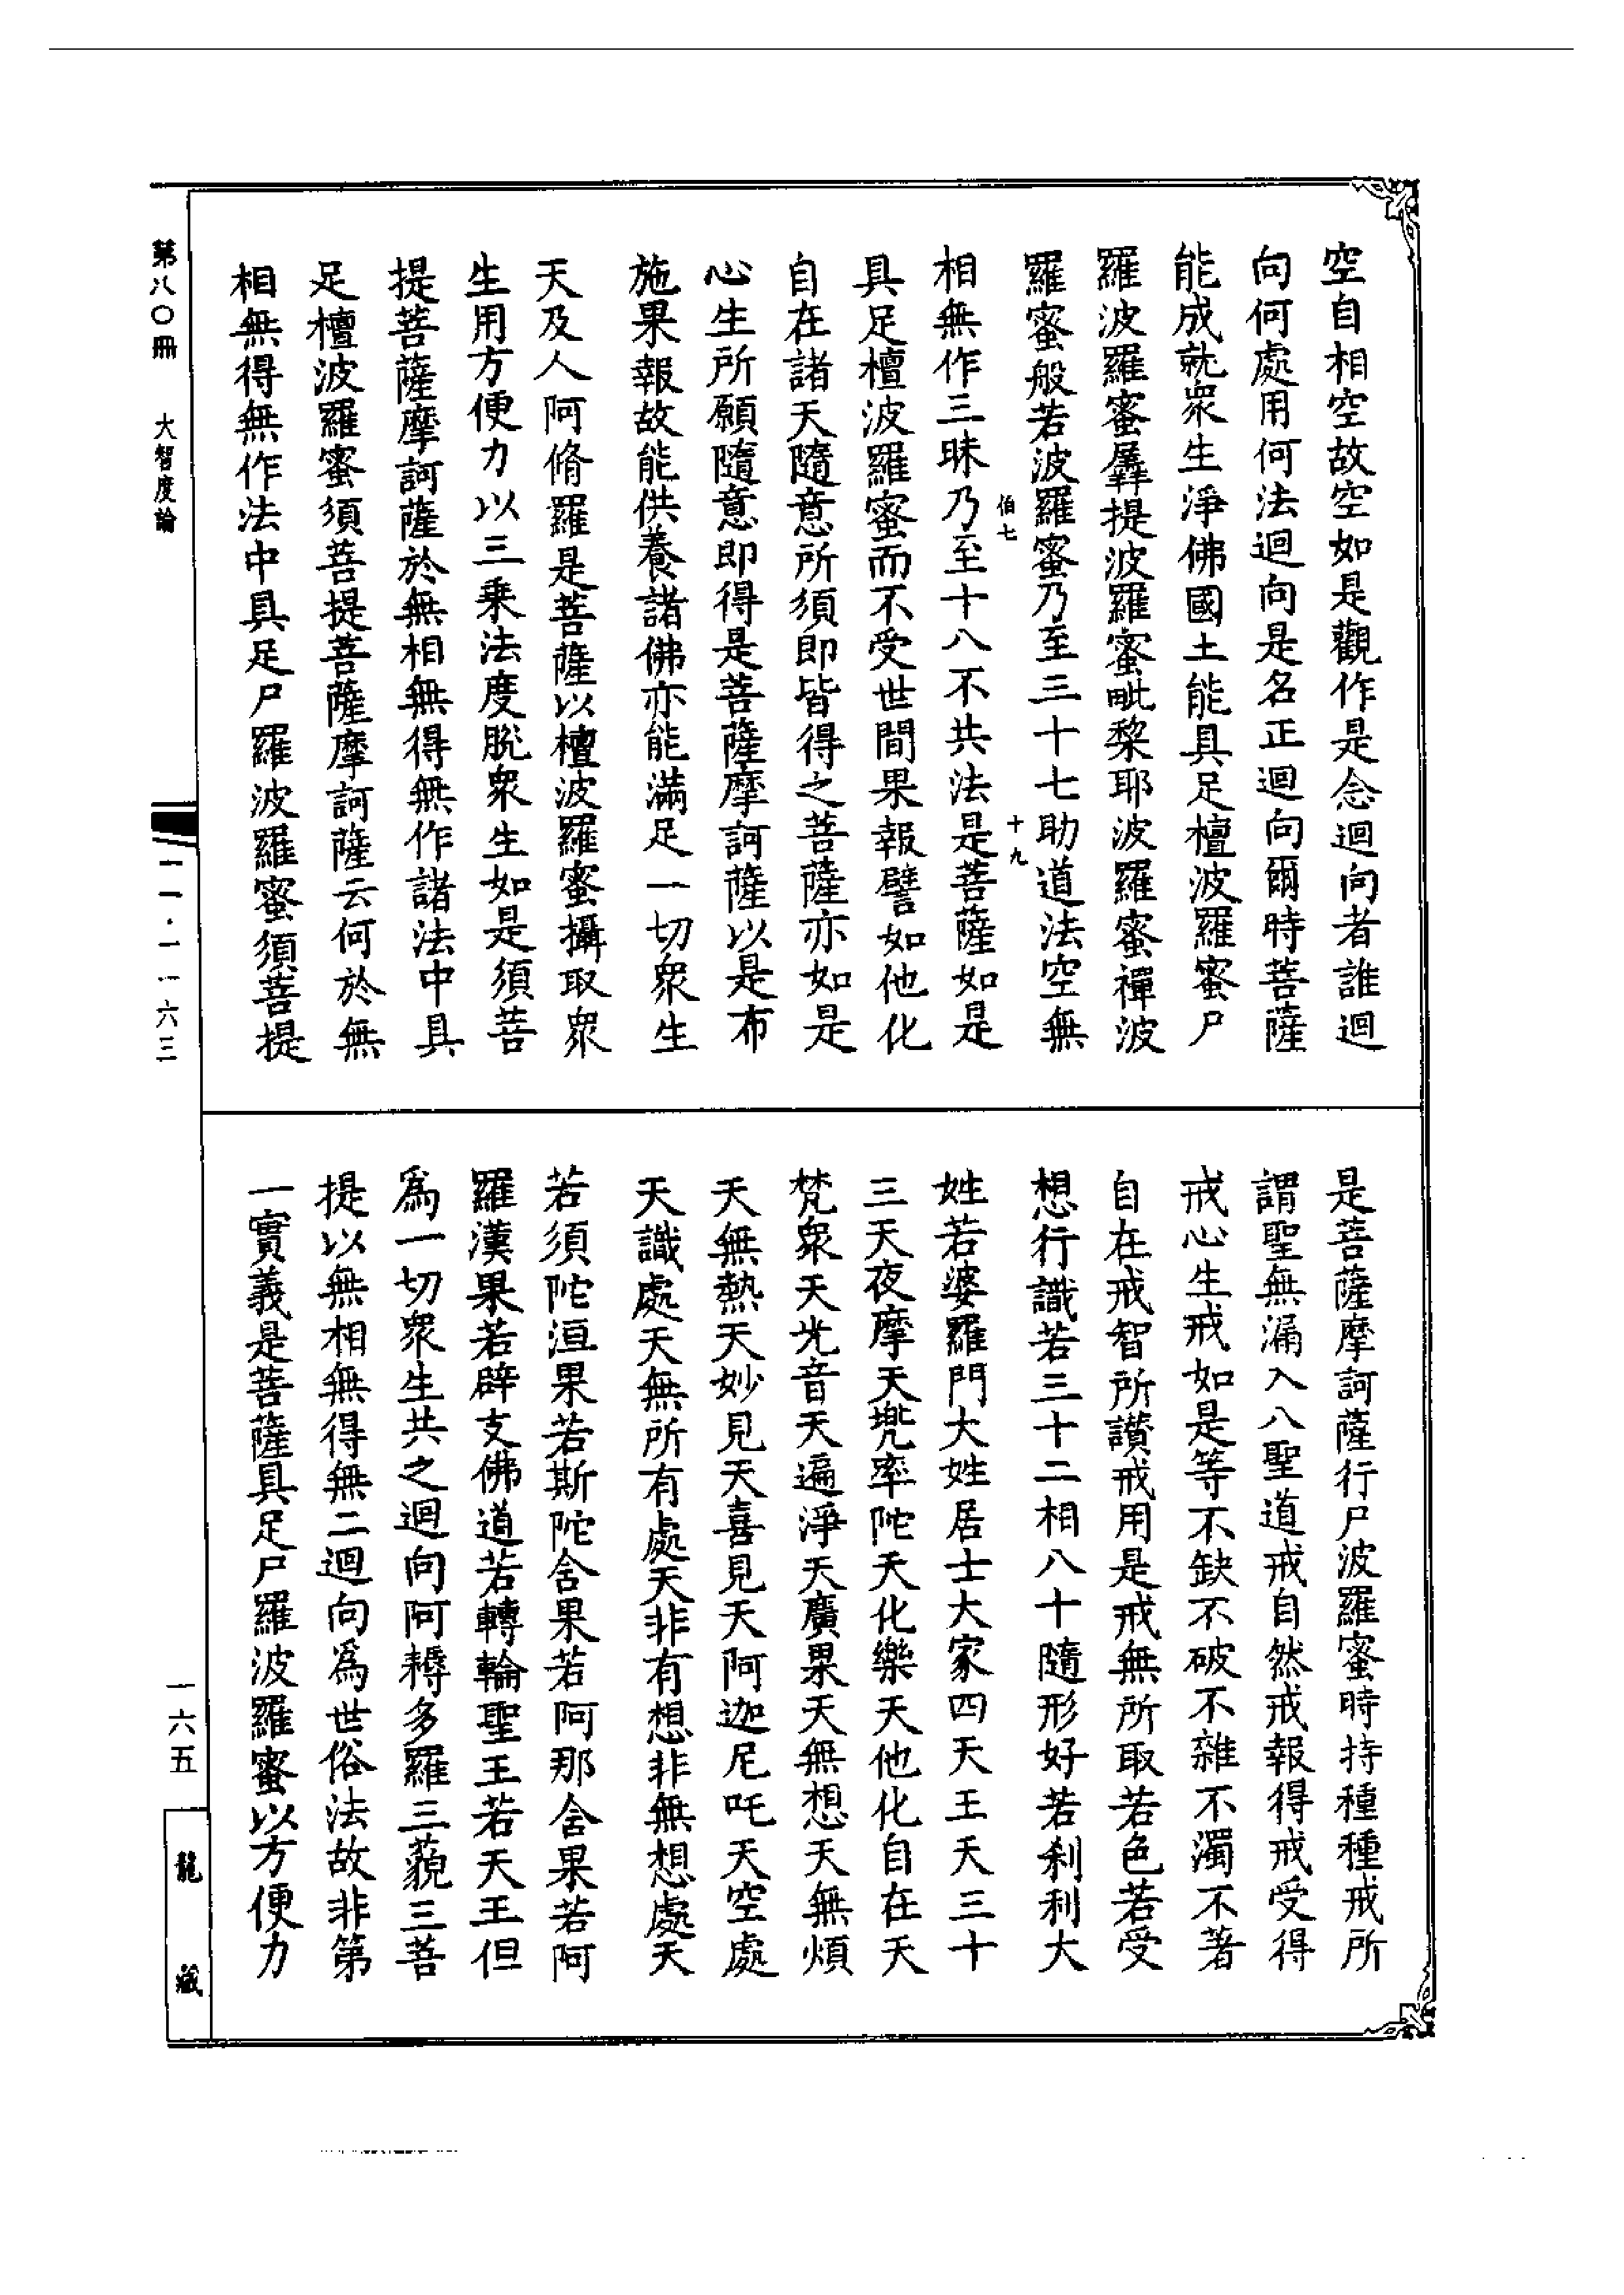 空自相空故空如是觀作是念迴向者誰迴
向何處用何法迴向是名正迴向爾時菩薩
能成就衆生淨佛國土能具足檀波羅蜜尸
羅波羅蜜羼提波羅蜜毗棃耶波羅蜜禪波
羅蜜般若波羅蜜乃至三十七助道法空無
伯七
十九
相無作三昧乃至十八不共法是菩薩如是
具足檀波羅蜜而不受世間果報譬如他化
自在諸天隨意所須即皆得之菩薩亦如是
心生所願隨意即得是菩薩摩訶薩以是布
施果報故能供養諸佛亦能滿足一切衆生
天及人阿脩羅是菩薩以檀波羅蜜攝取衆
生用方便力以三乘法度脫衆生如是須菩
提菩薩摩訶薩於無相無得無作諸法中具
足檀波羅蜜須菩提菩薩摩訶薩云何於無
相無得無作法中具足尸羅波羅蜜須菩提
是菩薩摩訶薩行尸波羅蜜時持種種戒所
謂聖無漏入八聖道戒自然戒報得戒受得
戒心生戒如是等不缺不破不雜不濁不著
自在戒智所讃戒用是戒無所取若色若受
想行識若三十二相八十隨形好若刹利大
姓若婆羅門大姓居士大家四天王天三十
三天夜摩天兜率陀天化樂天他化自在天
梵衆天光音天遍淨天廣果天無想天無煩
天無熱天妙見天喜見天阿迦尼吒天空處
天識處天無所有處天非有想非無想處天
若須陀洹果若斯陀含果若阿那含果若阿
羅漢果若辟支佛道若轉輪聖王若天王但
爲一切衆生共之迴向阿耨多羅三藐三菩
提以無相無得無二迴向爲世俗法故非第
一實義是菩薩具足尸羅波羅蜜以方便力
第八〇冊 大智度論
一一·一一六三
一六五
龍藏